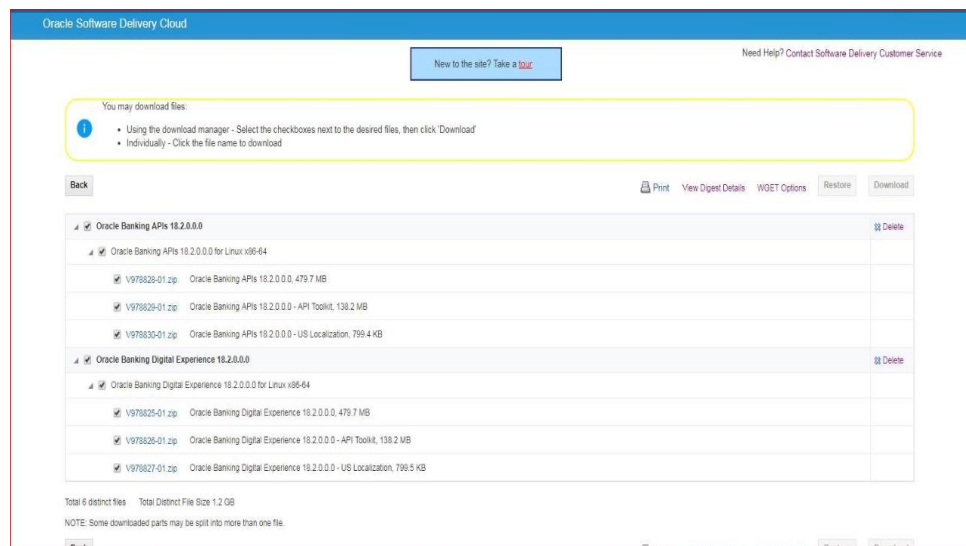 Oracle Software Delivery Cloud
New to the site? Take a tour
Need Help? Contact Software Delivery Customer Service
You may download files:
• Using the download manager - Select the checkboxes next to the desired files, then click 'Download'
• Individually - Click the file name to download
Back
Print View Digest Details WGET Options Restore Download
Oracle Banking APIs 18.2.0.0.0 Delete
Oracle Banking APIs 18.2.0.0.0 for Linux x86-64
V978828-01.zip Oracle Banking APIs 18.2.0.0.0, 479.7 MB
V978829-01.zip Oracle Banking APIs 18.2.0.0.0 - API Toolkit, 138.2 MB
V978830-01.zip Oracle Banking APIs 18.2.0.0.0 - US Localization, 799.4 KB
Oracle Banking Digital Experience 18.2.0.0.0 Delete
Oracle Banking Digital Experience 18.2.0.0.0 for Linux x86-64
V978825-01.zip Oracle Banking Digital Experience 18.2.0.0.0, 479.7 MB
V978826-01.zip Oracle Banking Digital Experience 18.2.0.0.0 - API Toolkit, 138.2 MB
V978827-01.zip Oracle Banking Digital Experience 18.2.0.0.0 - US Localization, 799.5 KB
Total 6 distinct files Total Distinct File Size 1.2 GB
NOTE: Some downloaded parts may be split into more than one file.